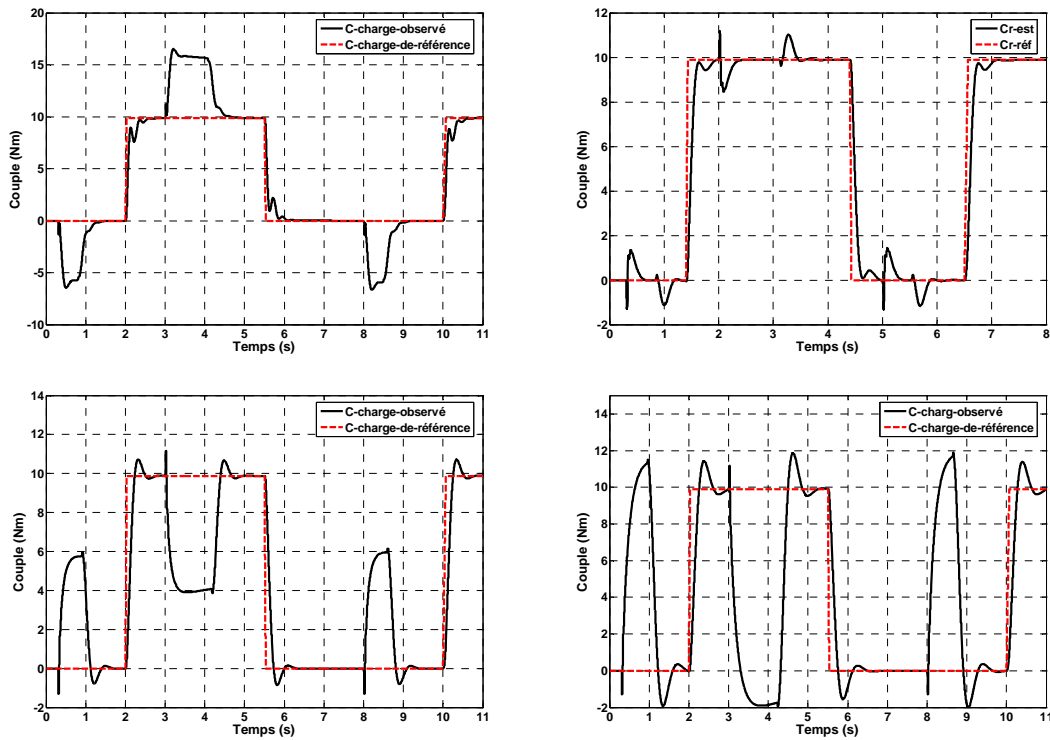 C-charge-observé
C-charge-de-référence
Couple (Nm)
20
15
10
5
0
-5
-10
0 1 2 3 4 5 6 7 8 9 10 11
Temps (s)
Cr-est
Cr-réf
Couple (Nm)
12
10
8
6
4
2
0
-2
0 1 2 3 4 5 6 7 8
Temps (s)
C-charge-observé
C-charge-de-référence
Couple (Nm)
14
12
10
8
6
4
2
0
-2
0 1 2 3 4 5 6 7 8 9 10 11
Temps (s)
C-charg-observé
C-charge-de-référence
Couple (Nm)
14
12
10
8
6
4
2
0
-2
0 1 2 3 4 5 6 7 8 9 10 11
Temps (s)